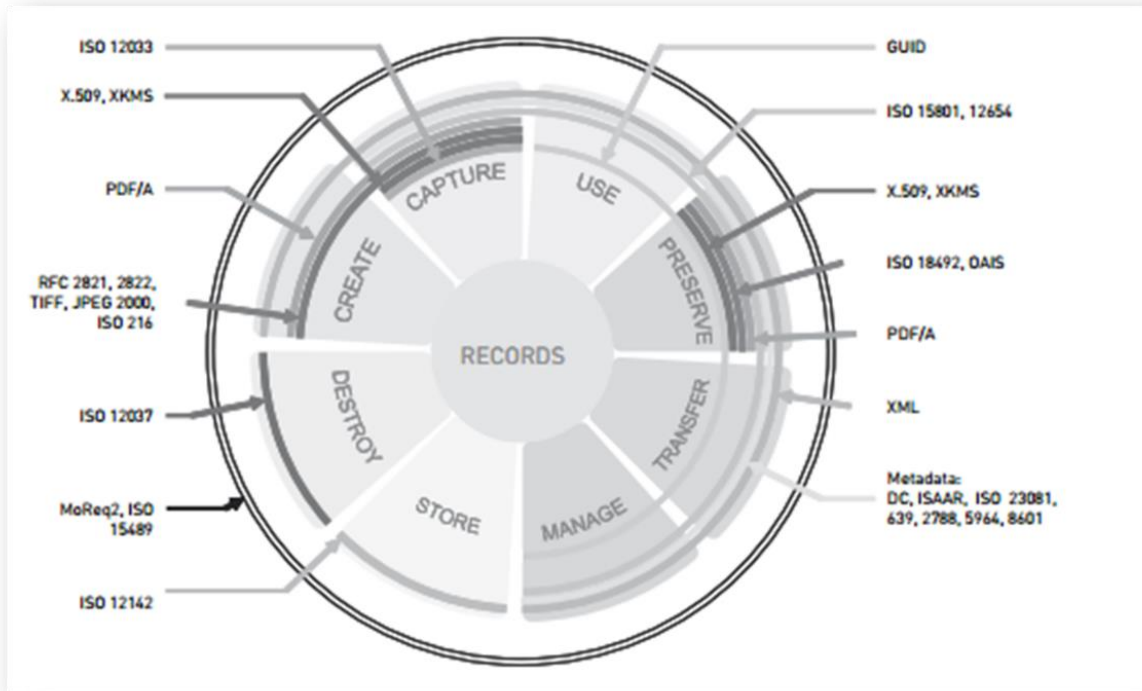 ISO 12033
X.509, XKMS
PDF/A
RFC 2821, 2822,
TIFF, JPEG 2000,
ISO 216
ISO 12037
MoReq2, ISO
15489
ISO 12142
CAPTURE
USE
CREATE
PRESERVE
RECORDS
DESTROY
TRANSFER
STORE
MANAGE
GUID
ISO 15801, 12654
X.509, XKMS
ISO 18492, OAIS
PDF/A
XML
Metadata:
DC, ISAAR, ISO 23081,
639, 2788, 5964, 8601